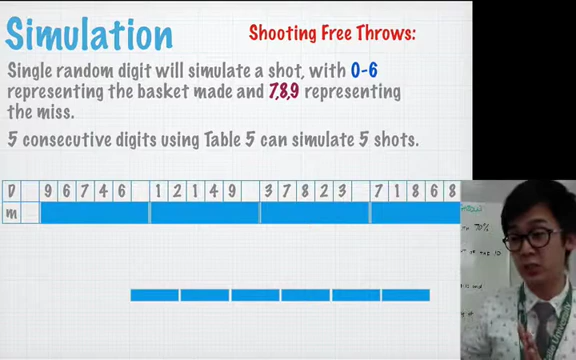 Simulation
Shooting Free Throws:
Single random digit will simulate a shot, with 0-6
representing the basket made and 7,8,9 representing
the miss.
5 consecutive digits using Table 5 can simulate 5 shots.
D 9 6 7 4 6 1 2 1 4 9 3 7 8 2 3 7 1 8 6 8
m
70%